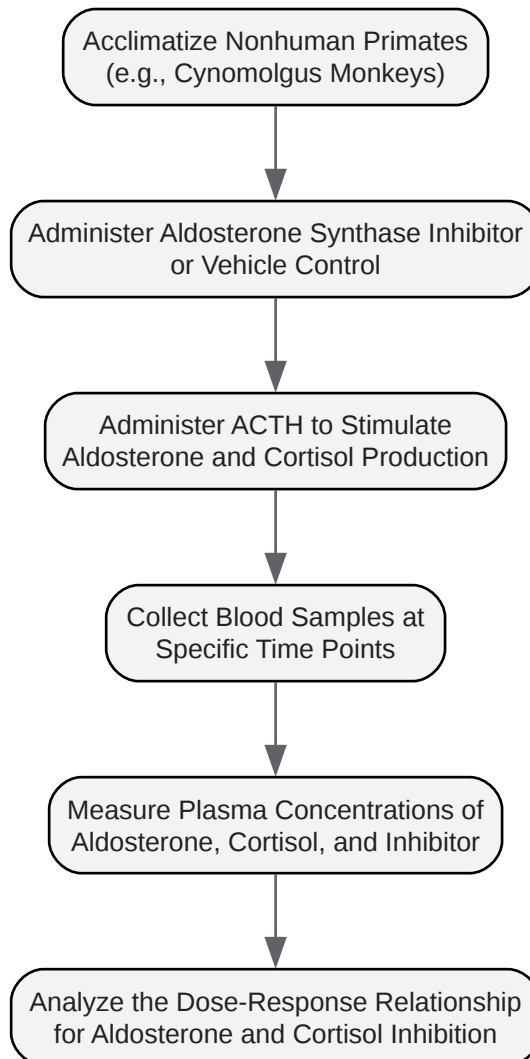 Acclimatize Nonhuman Primates
(e.g., Cynomolgus Monkeys)
Administer Aldosterone Synthase Inhibitor
or Vehicle Control
Administer ACTH to Stimulate
Aldosterone and Cortisol Production
Collect Blood Samples at
Specific Time Points
Measure Plasma Concentrations of
Aldosterone, Cortisol, and Inhibitor
Analyze the Dose-Response Relationship
for Aldosterone and Cortisol Inhibition